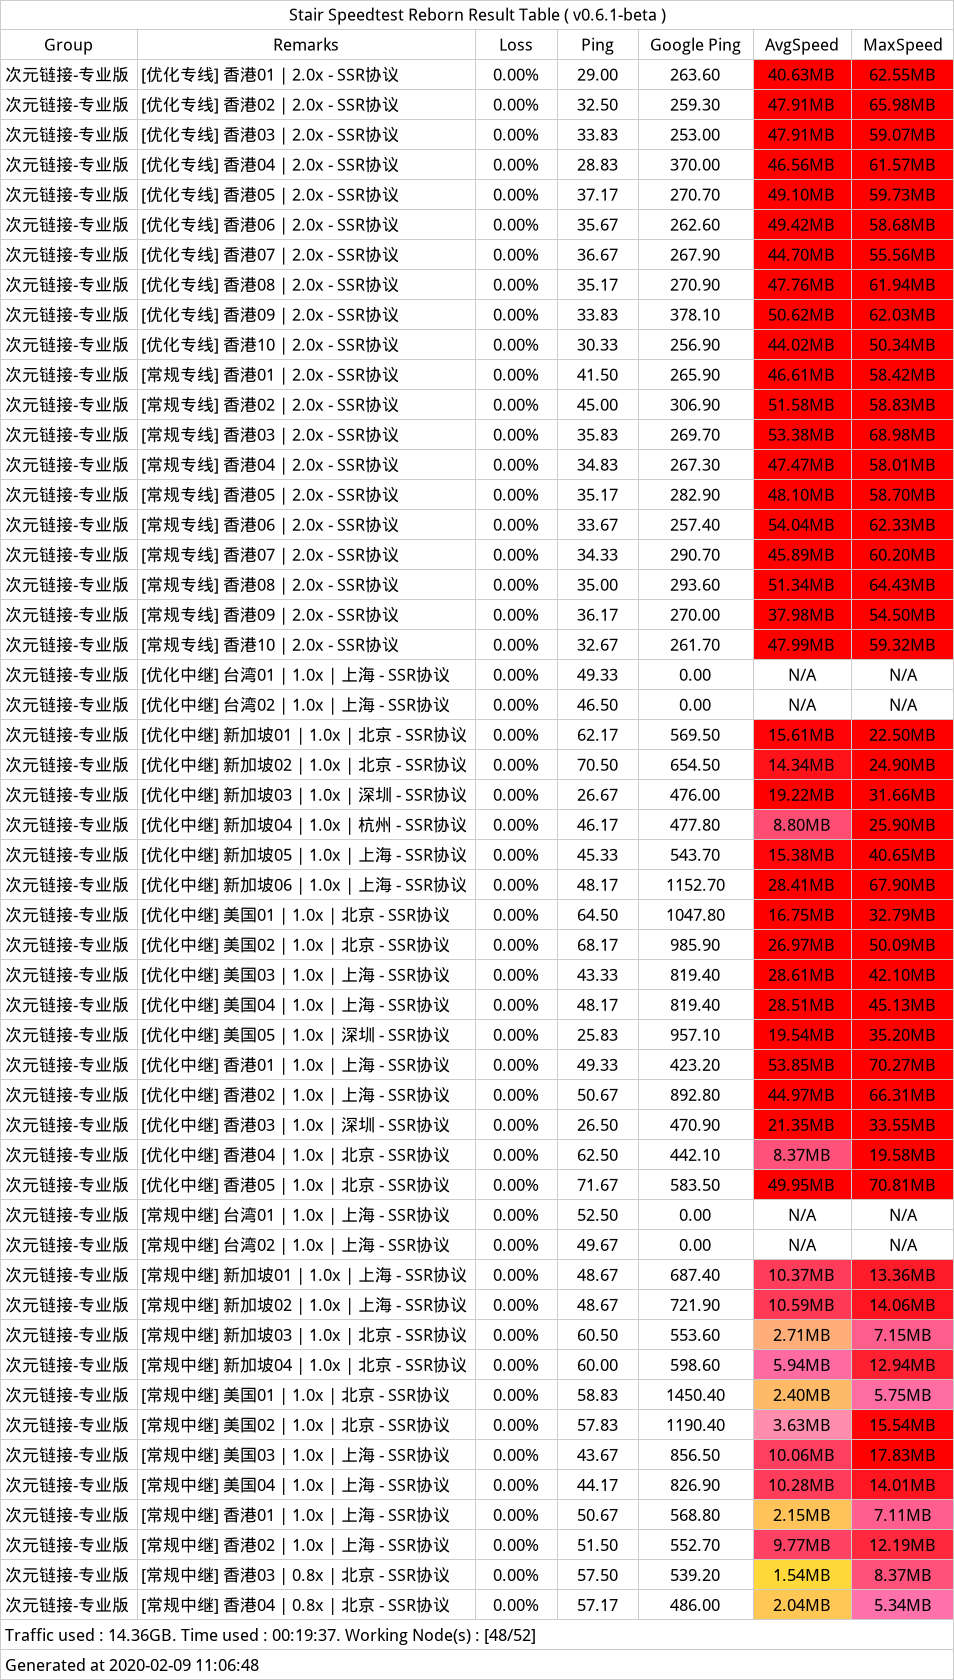 Stair Speedtest Reborn Result Table ( v0.6.1-beta )
Group Remarks Loss Ping Google Ping AvgSpeed MaxSpeed
次元链接-专业版 [优化专线] 香港01 | 2.0x - SSR协议 0.00% 29.00 263.60 40.63MB 62.55MB
次元链接-专业版 [优化专线] 香港02 | 2.0x - SSR协议 0.00% 32.50 259.30 47.91MB 65.98MB
次元链接-专业版 [优化专线] 香港03 | 2.0x - SSR协议 0.00% 33.83 253.00 47.91MB 59.07MB
次元链接-专业版 [优化专线] 香港04 | 2.0x - SSR协议 0.00% 28.83 370.00 46.56MB 61.57MB
次元链接-专业版 [优化专线] 香港05 | 2.0x - SSR协议 0.00% 37.17 270.70 49.10MB 59.73MB
次元链接-专业版 [优化专线] 香港06 | 2.0x - SSR协议 0.00% 35.67 262.60 49.42MB 58.68MB
次元链接-专业版 [优化专线] 香港07 | 2.0x - SSR协议 0.00% 36.67 267.90 44.70MB 55.56MB
次元链接-专业版 [优化专线] 香港08 | 2.0x - SSR协议 0.00% 35.17 270.90 47.76MB 61.94MB
次元链接-专业版 [优化专线] 香港09 | 2.0x - SSR协议 0.00% 33.83 378.10 50.62MB 62.03MB
次元链接-专业版 [优化专线] 香港10 | 2.0x - SSR协议 0.00% 30.33 256.90 44.02MB 50.34MB
次元链接-专业版 [常规专线] 香港01 | 2.0x - SSR协议 0.00% 41.50 265.90 46.61MB 58.42MB
次元链接-专业版 [常规专线] 香港02 | 2.0x - SSR协议 0.00% 45.00 306.90 51.58MB 58.83MB
次元链接-专业版 [常规专线] 香港03 | 2.0x - SSR协议 0.00% 35.83 269.70 53.38MB 68.98MB
次元链接-专业版 [常规专线] 香港04 | 2.0x - SSR协议 0.00% 34.83 267.30 47.47MB 58.01MB
次元链接-专业版 [常规专线] 香港05 | 2.0x - SSR协议 0.00% 35.17 282.90 48.10MB 58.70MB
次元链接-专业版 [常规专线] 香港06 | 2.0x - SSR协议 0.00% 33.67 257.40 54.04MB 62.33MB
次元链接-专业版 [常规专线] 香港07 | 2.0x - SSR协议 0.00% 34.33 290.70 45.89MB 60.20MB
次元链接-专业版 [常规专线] 香港08 | 2.0x - SSR协议 0.00% 35.00 293.60 51.34MB 64.43MB
次元链接-专业版 [常规专线] 香港09 | 2.0x - SSR协议 0.00% 36.17 270.00 37.98MB 54.50MB
次元链接-专业版 [常规专线] 香港10 | 2.0x - SSR协议 0.00% 32.67 261.70 47.99MB 59.32MB
次元链接-专业版 [优化中继] 台湾01 | 1.0x | 上海 - SSR协议 0.00% 49.33 0.00 N/A N/A
次元链接-专业版 [优化中继] 台湾02 | 1.0x | 上海 - SSR协议 0.00% 46.50 0.00 N/A N/A
次元链接-专业版 [优化中继] 新加坡01 | 1.0x | 北京 - SSR协议 0.00% 62.17 569.50 15.61MB 22.50MB
次元链接-专业版 [优化中继] 新加坡02 | 1.0x | 北京 - SSR协议 0.00% 70.50 654.50 14.34MB 24.90MB
次元链接-专业版 [优化中继] 新加坡03 | 1.0x | 深圳 - SSR协议 0.00% 26.67 476.00 19.22MB 31.66MB
次元链接-专业版 [优化中继] 新加坡04 | 1.0x | 杭州 - SSR协议 0.00% 46.17 477.80 8.80MB 25.90MB
次元链接-专业版 [优化中继] 新加坡05 | 1.0x | 上海 - SSR协议 0.00% 45.33 543.70 15.38MB 40.65MB
次元链接-专业版 [优化中继] 新加坡06 | 1.0x | 上海 - SSR协议 0.00% 48.17 1152.70 28.41MB 67.90MB
次元链接-专业版 [优化中继] 美国01 | 1.0x | 北京 - SSR协议 0.00% 64.50 1047.80 16.75MB 32.79MB
次元链接-专业版 [优化中继] 美国02 | 1.0x | 北京 - SSR协议 0.00% 68.17 985.90 26.97MB 50.09MB
次元链接-专业版 [优化中继] 美国03 | 1.0x | 上海 - SSR协议 0.00% 43.33 819.40 28.61MB 42.10MB
次元链接-专业版 [优化中继] 美国04 | 1.0x | 上海 - SSR协议 0.00% 48.17 819.40 28.51MB 45.13MB
次元链接-专业版 [优化中继] 美国05 | 1.0x | 深圳 - SSR协议 0.00% 25.83 957.10 19.54MB 35.20MB
次元链接-专业版 [优化中继] 香港01 | 1.0x | 上海 - SSR协议 0.00% 49.33 423.20 53.85MB 70.27MB
次元链接-专业版 [优化中继] 香港02 | 1.0x | 上海 - SSR协议 0.00% 50.67 892.80 44.97MB 66.31MB
次元链接-专业版 [优化中继] 香港03 | 1.0x | 深圳 - SSR协议 0.00% 26.50 470.90 21.35MB 33.55MB
次元链接-专业版 [优化中继] 香港04 | 1.0x | 北京 - SSR协议 0.00% 62.50 442.10 8.37MB 19.58MB
次元链接-专业版 [优化中继] 香港05 | 1.0x | 北京 - SSR协议 0.00% 71.67 583.50 49.95MB 70.81MB
次元链接-专业版 [常规中继] 台湾01 | 1.0x | 上海 - SSR协议 0.00% 52.50 0.00 N/A N/A
次元链接-专业版 [常规中继] 台湾02 | 1.0x | 上海 - SSR协议 0.00% 49.67 0.00 N/A N/A
次元链接-专业版 [常规中继] 新加坡01 | 1.0x | 上海 - SSR协议 0.00% 48.67 687.40 10.37MB 13.36MB
次元链接-专业版 [常规中继] 新加坡02 | 1.0x | 上海 - SSR协议 0.00% 48.67 721.90 10.59MB 14.06MB
次元链接-专业版 [常规中继] 新加坡03 | 1.0x | 北京 - SSR协议 0.00% 60.50 553.60 2.71MB 7.15MB
次元链接-专业版 [常规中继] 新加坡04 | 1.0x | 北京 - SSR协议 0.00% 60.00 598.60 5.94MB 12.94MB
次元链接-专业版 [常规中继] 美国01 | 1.0x | 北京 - SSR协议 0.00% 58.83 1450.40 2.40MB 5.75MB
次元链接-专业版 [常规中继] 美国02 | 1.0x | 北京 - SSR协议 0.00% 57.83 1190.40 3.63MB 15.54MB
次元链接-专业版 [常规中继] 美国03 | 1.0x | 上海 - SSR协议 0.00% 43.67 856.50 10.06MB 17.83MB
次元链接-专业版 [常规中继] 美国04 | 1.0x | 上海 - SSR协议 0.00% 44.17 826.90 10.28MB 14.01MB
次元链接-专业版 [常规中继] 香港01 | 1.0x | 上海 - SSR协议 0.00% 50.67 568.80 2.15MB 7.11MB
次元链接-专业版 [常规中继] 香港02 | 1.0x | 上海 - SSR协议 0.00% 51.50 552.70 9.77MB 12.19MB
次元链接-专业版 [常规中继] 香港03 | 0.8x | 北京 - SSR协议 0.00% 57.50 539.20 1.54MB 8.37MB
次元链接-专业版 [常规中继] 香港04 | 0.8x | 北京 - SSR协议 0.00% 57.17 486.00 2.04MB 5.34MB
Traffic used : 14.36GB. Time used : 00:19:37. Working Node(s) : [48/52]
Generated at 2020-02-09 11:06:48